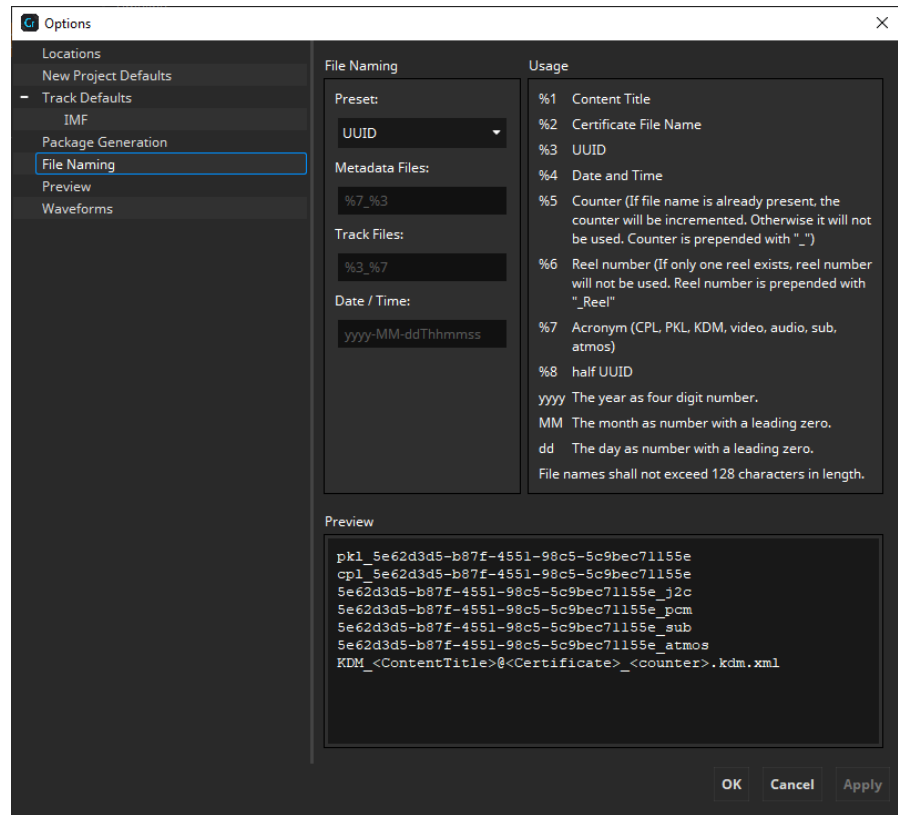 Options
Locations
New Project Defaults
Track Defaults
IMF
Package Generation
File Naming
Preview
Waveforms
File Naming
Preset:
UUID
Metadata Files:
%7_%3
Track Files:
%3_%7
Date / Time:
yyyy-MM-ddThhmmss
Usage
%1 Content Title
%2 Certificate File Name
%3 UUID
%4 Date and Time
%5 Counter (If file name is already present, the
counter will be incremented. Otherwise it will not
be used. Counter is prepended with "_")
%6 Reel number (If only one reel exists, reel number
will not be used. Reel number is prepended with
"_Reel"
%7 Acronym (CPL, PKL, KDM, video, audio, sub,
atmos)
%8 half UUID
yyyy The year as four digit number.
MM The month as number with a leading zero.
dd The day as number with a leading zero.
File names shall not exceed 128 characters in length.
Preview
pkl_5e62d3d5-b87f-4551-98c5-5c9bec71155e
cpl_5e62d3d5-b87f-4551-98c5-5c9bec71155e
5e62d3d5-b87f-4551-98c5-5c9bec71155e_j2c
5e62d3d5-b87f-4551-98c5-5c9bec71155e_pcm
5e62d3d5-b87f-4551-98c5-5c9bec71155e_sub
5e62d3d5-b87f-4551-98c5-5c9bec71155e_atmos
KDM_<ContentTitle>@<Certificate>_<counter>.kdm.xml
OK Cancel Apply